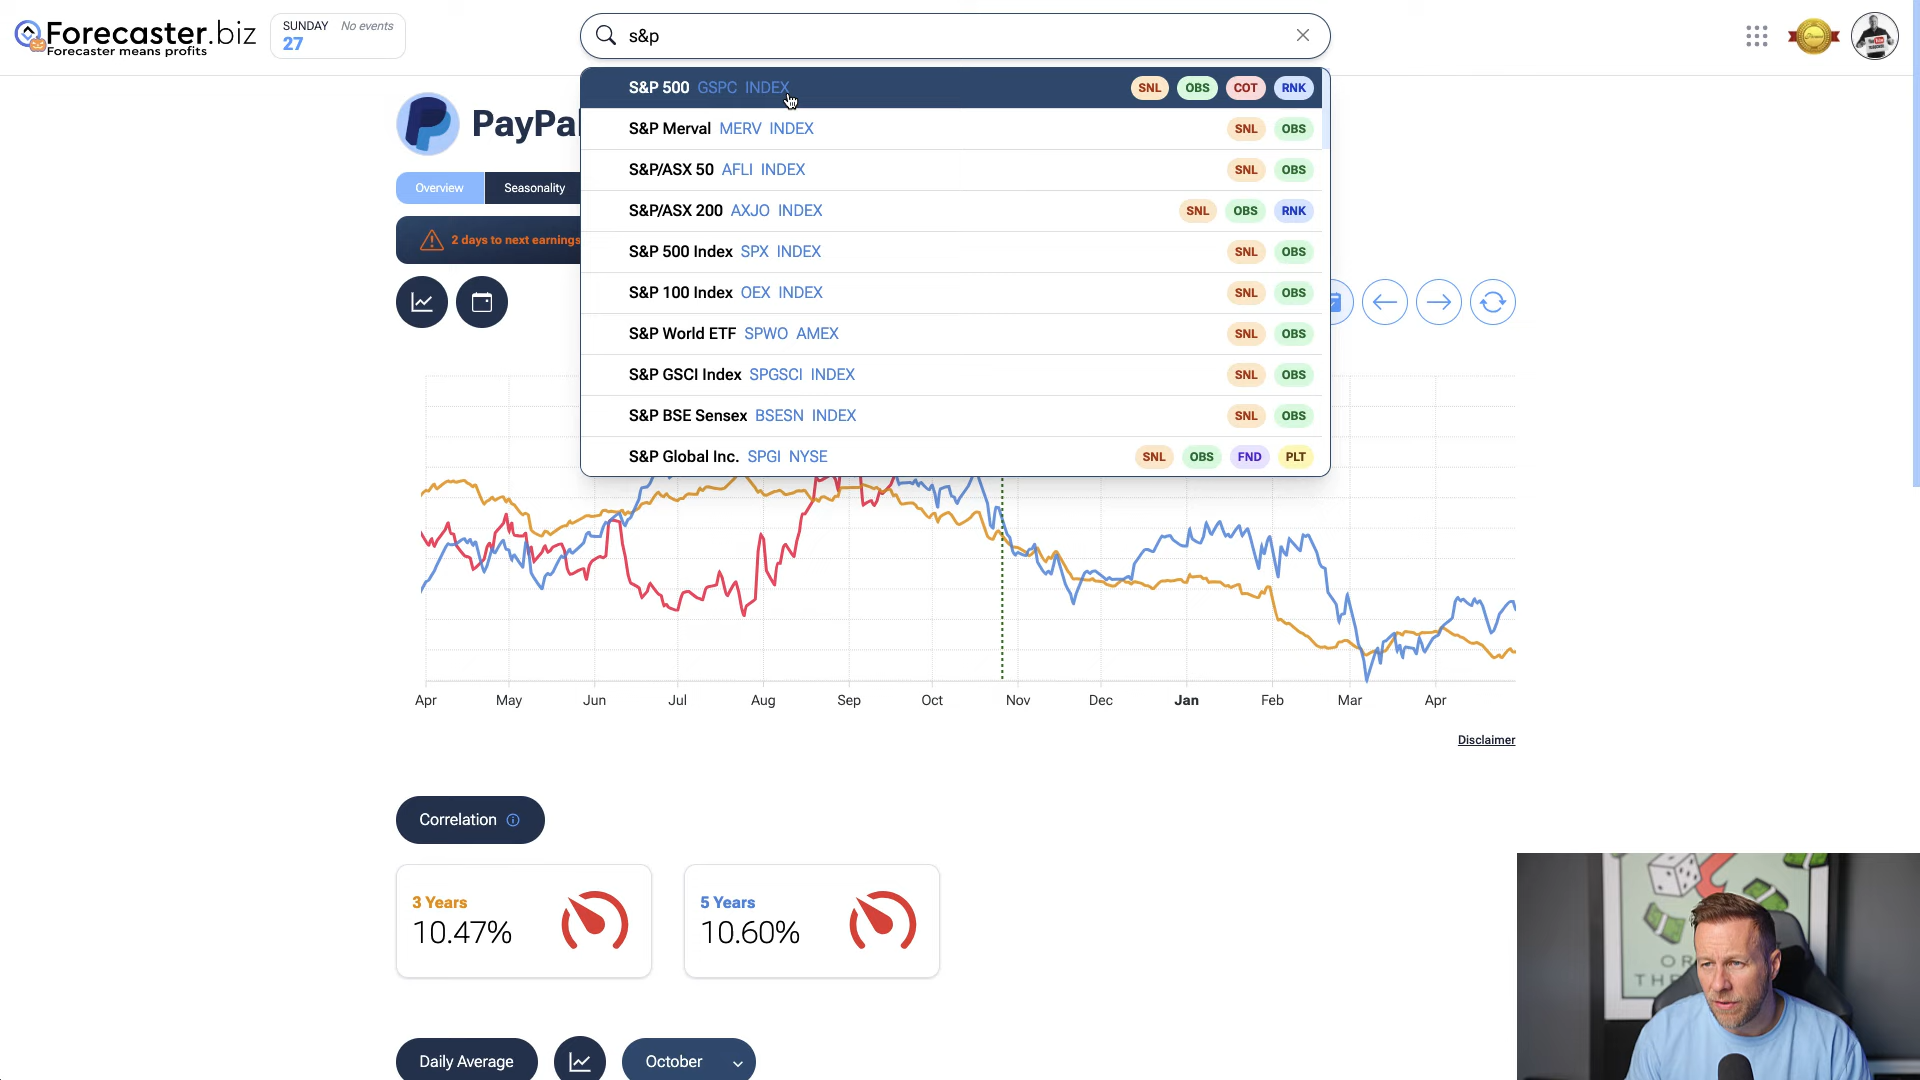 Forecaster.biz
Forecaster means profits
SUNDAY No events
27
s&p
S&P 500 GSPC INDEX SNL OBS COT RNK
S&P Merval MERV INDEX SNL OBS
S&P/ASX 50 AFLI INDEX SNL OBS
S&P/ASX 200 AXJO INDEX SNL OBS RNK
S&P 500 Index SPX INDEX SNL OBS
S&P 100 Index OEX INDEX SNL OBS
S&P World ETF SPWO AMEX SNL OBS
S&P GSCI Index SPGSCI INDEX SNL OBS
S&P BSE Sensex BSESN INDEX SNL OBS
S&P Global Inc. SPGI NYSE SNL OBS FND PLT
PayPa
Overview Seasonality
2 days to next earnings
Apr May Jun Jul Aug Sep Oct Nov Dec Jan Feb Mar Apr
Disclaimer
Correlation
3 Years
10.47%
5 Years
10.60%
Daily Average October
OR
THE